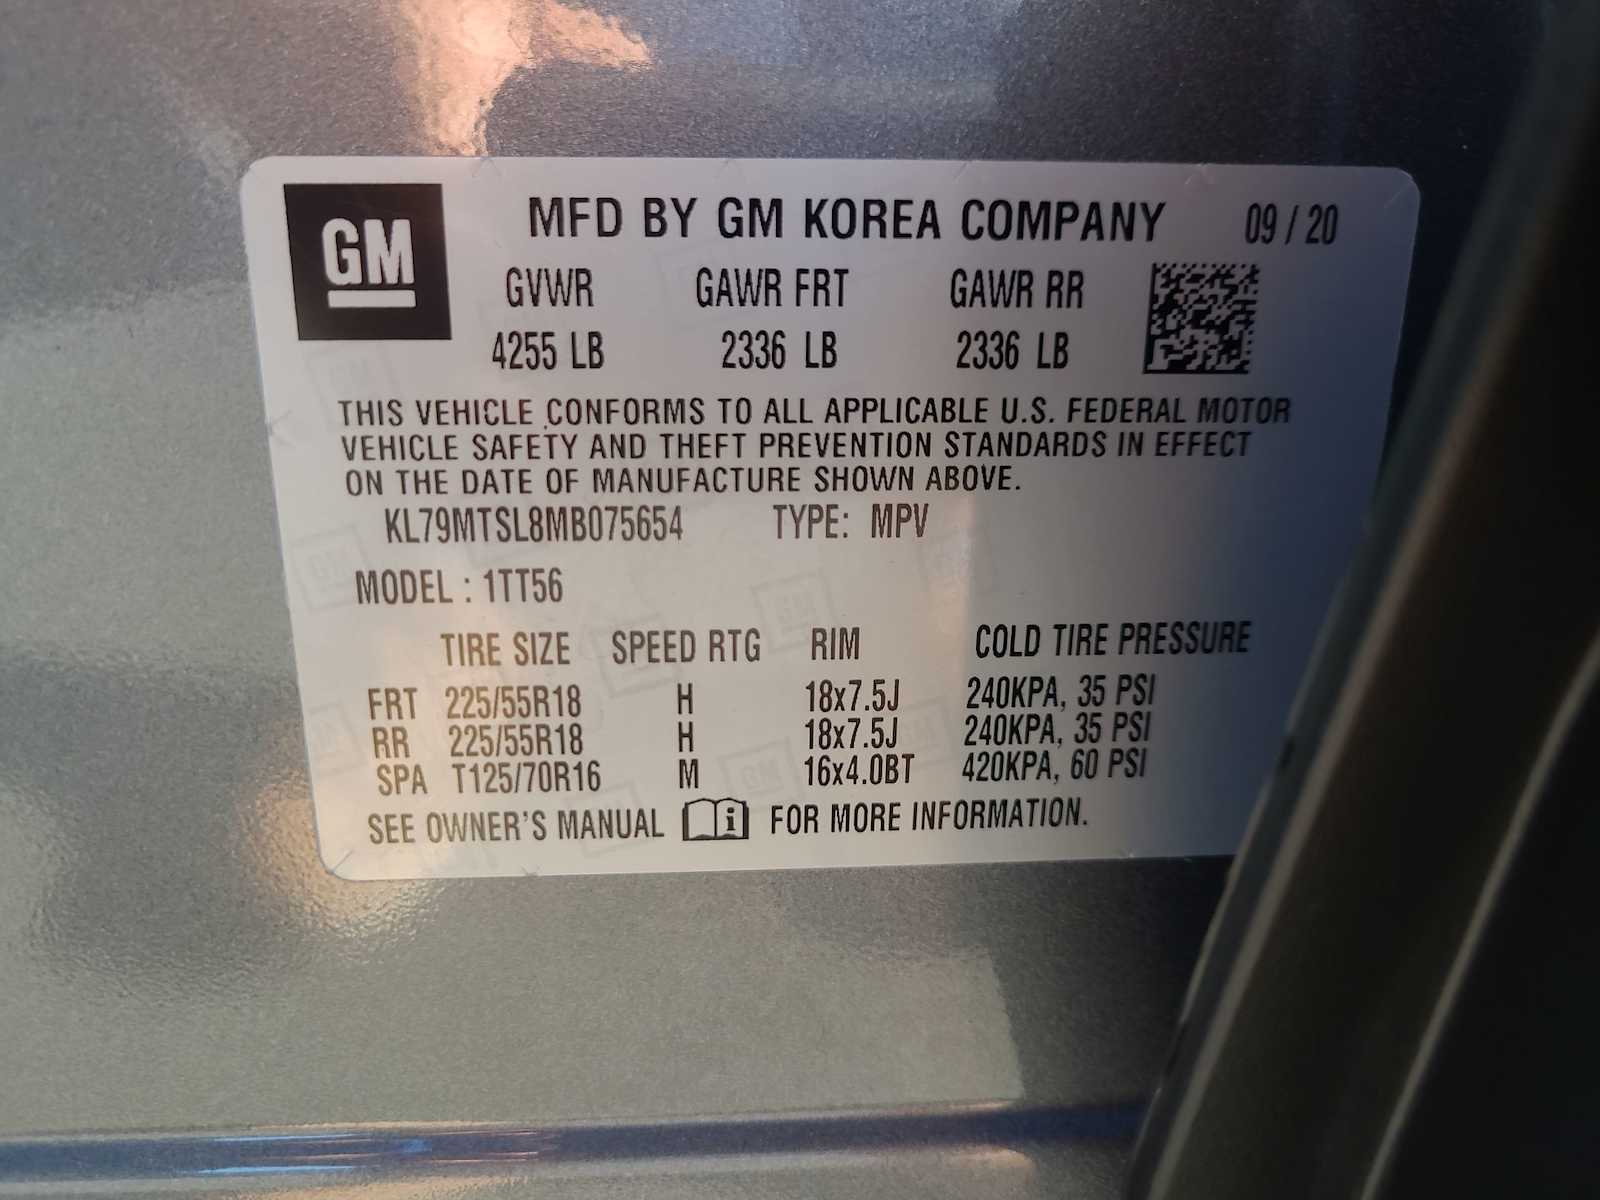 GM
MFD BY GM KOREA COMPANY 09 / 20
GVWR GAWR FRT GAWR RR
4255 LB 2336 LB 2336 LB
THIS VEHICLE CONFORMS TO ALL APPLICABLE U.S. FEDERAL MOTOR
VEHICLE SAFETY AND THEFT PREVENTION STANDARDS IN EFFECT
ON THE DATE OF MANUFACTURE SHOWN ABOVE.
KL79MTSL8MB075654 TYPE: MPV
MODEL : 1TT56
TIRE SIZE SPEED RTG RIM COLD TIRE PRESSURE
FRT 225/55R18 H 18x7.5J 240KPA, 35 PSI
RR 225/55R18 H 18x7.5J 240KPA, 35 PSI
SPA T125/70R16 M 16x4.0BT 420KPA, 60 PSI
SEE OWNER'S MANUAL i FOR MORE INFORMATION.